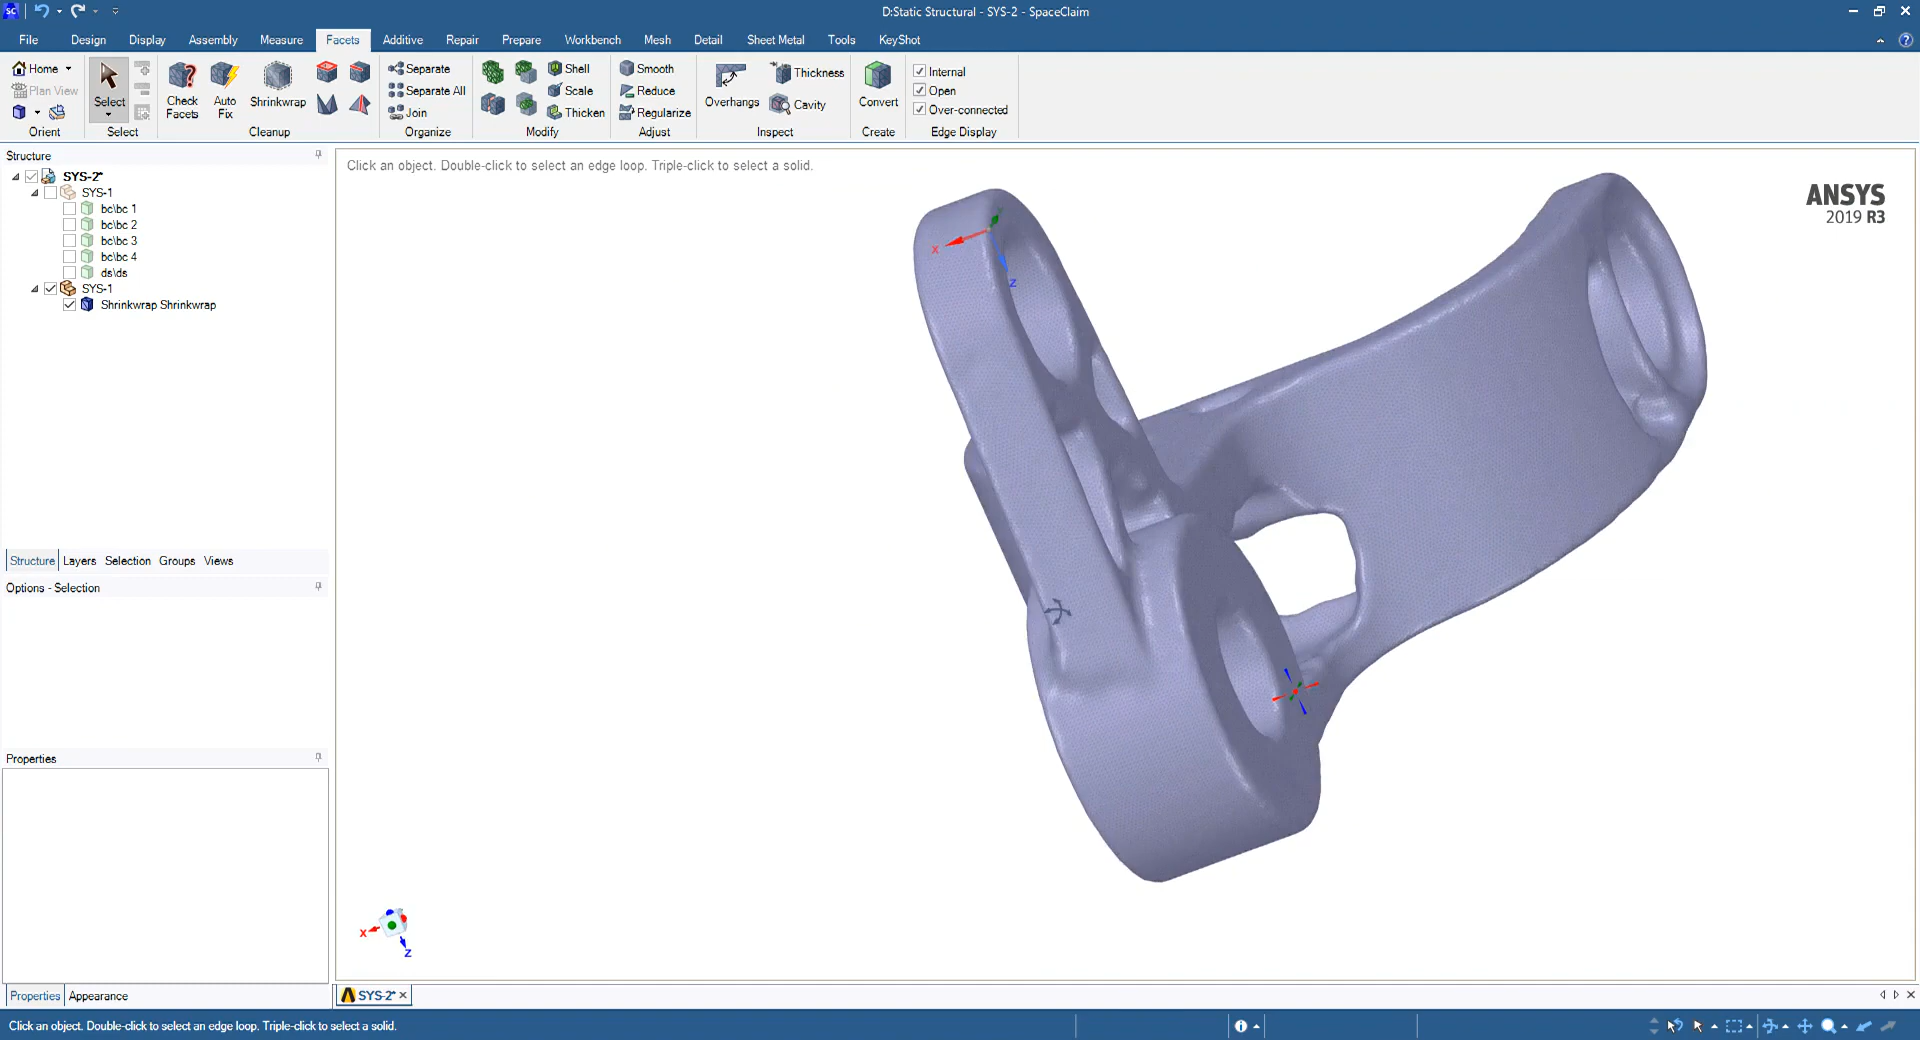 D:Static Structural - SYS-2 - SpaceClaim
File Design Display Assembly Measure Facets Additive Repair Prepare Workbench Mesh Detail Sheet Metal Tools KeyShot
Home
Plan View
Orient
Select
Select
Check Facets
Auto Fix
Shrinkwrap
Cleanup
Separate
Separate All
Join
Organize
Shell
Scale
Thicken
Modify
Smooth
Reduce
Regularize
Adjust
Overhangs
Thickness
Cavity
Inspect
Convert
Create
Internal
Open
Over-connected
Edge Display
Structure
SYS-2*
SYS-1
bc\bc 1
bc\bc 2
bc\bc 3
bc\bc 4
ds\ds
SYS-1
Shrinkwrap Shrinkwrap
Structure Layers Selection Groups Views
Options - Selection
Properties
Properties Appearance
Click an object. Double-click to select an edge loop. Triple-click to select a solid.
ANSYS
2019 R3
X
Y
Z
X
Z
SYS-2*
Click an object. Double-click to select an edge loop. Triple-click to select a solid.